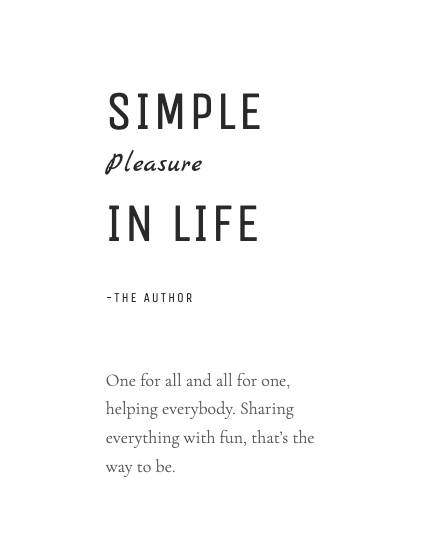 SIMPLE
Pleasure
IN LIFE
-THE AUTHOR
One for all and all for one,
helping everybody. Sharing
everything with fun, that's the
way to be.